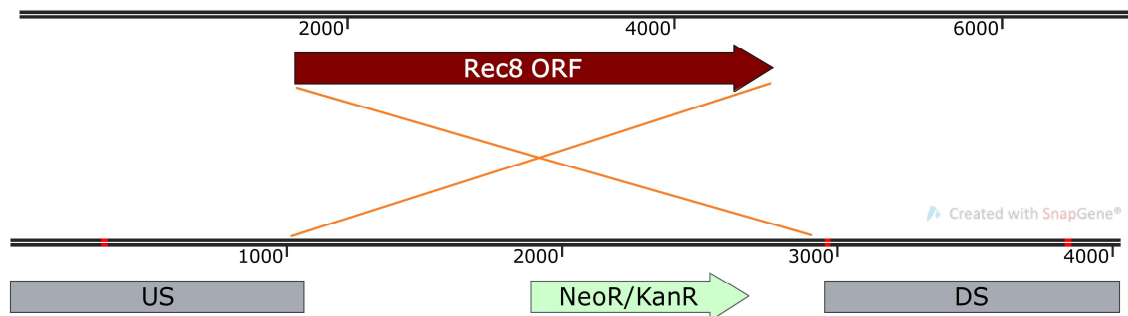 2000 4000 6000
Rec8 ORF
Created with SnapGene®
1000 2000 3000 4000
US NeoR/KanR DS